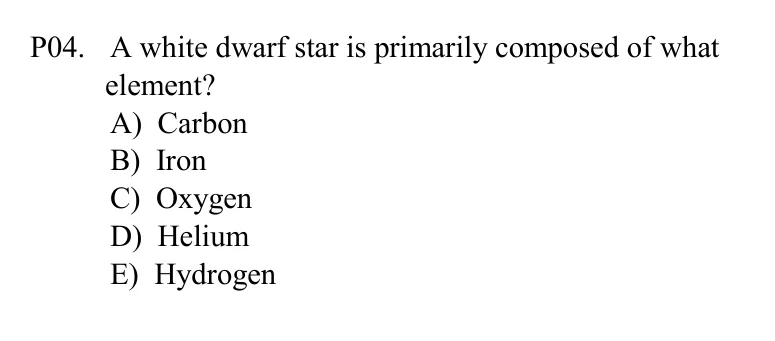 P04. A white dwarf star is primarily composed of what
element?
A) Carbon
B) Iron
C) Oxygen
D) Helium
E) Hydrogen